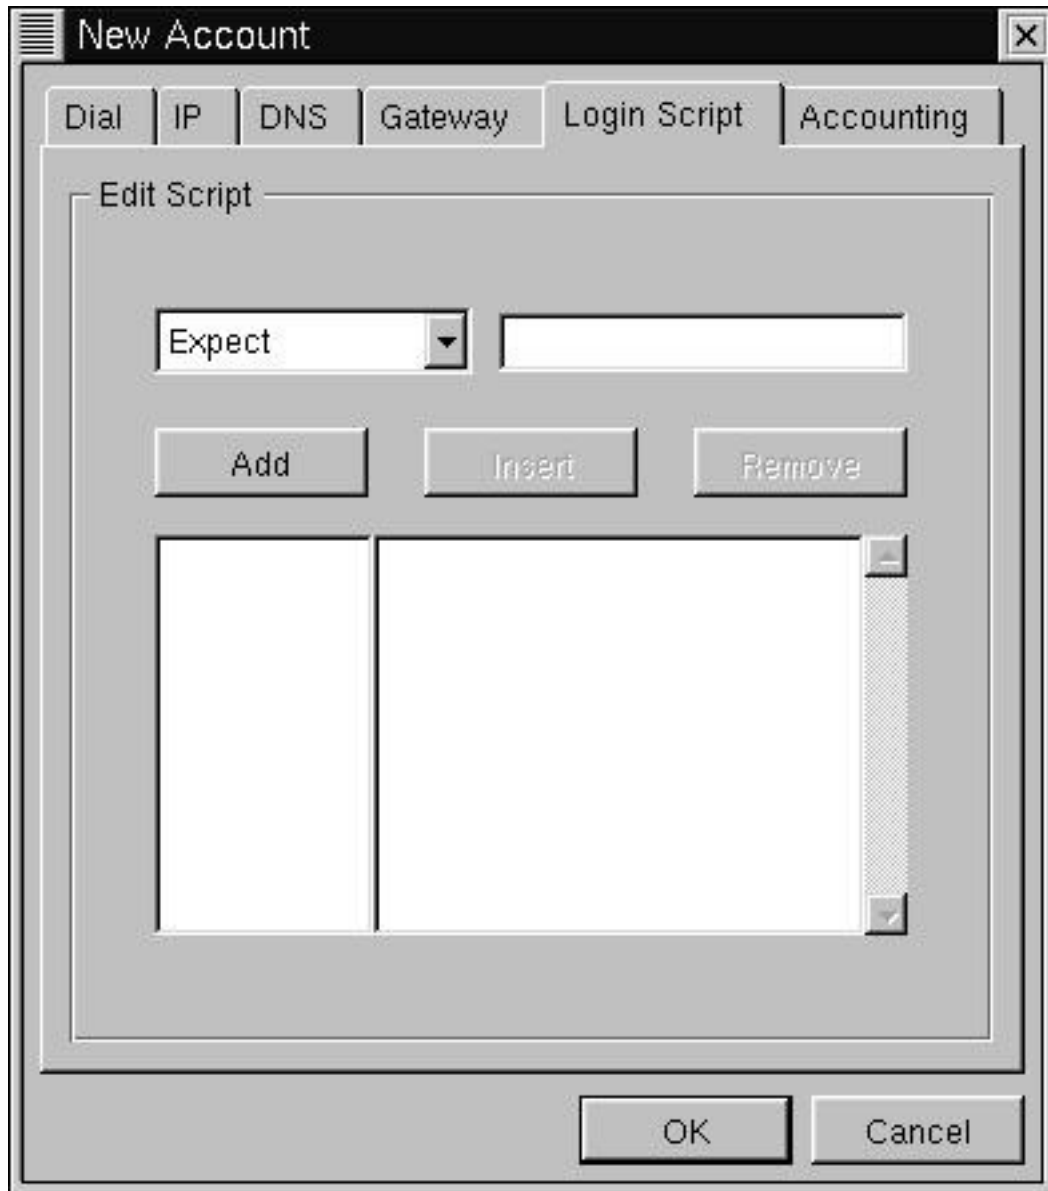 New Account
Dial IP DNS Gateway Login Script Accounting
Edit Script
Expect
Add Insert Remove
OK Cancel